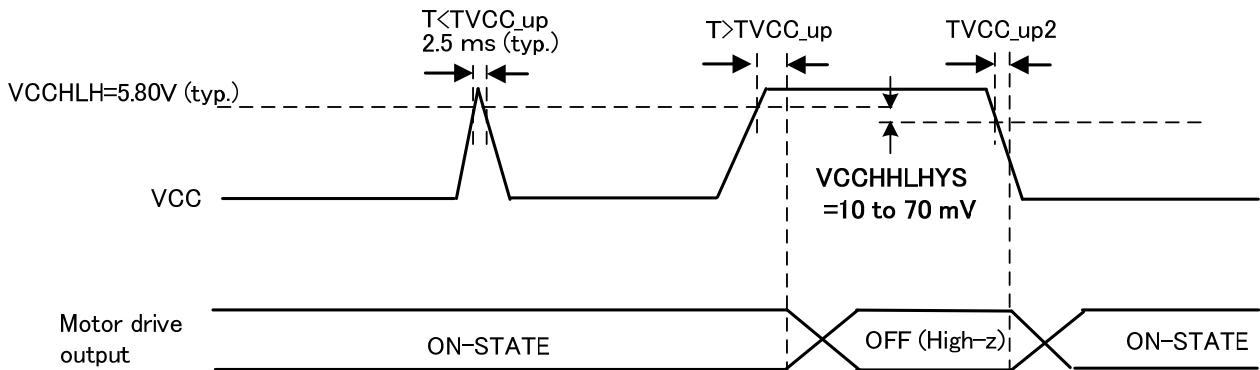 T<TVCC_up
2.5 ms (typ.)
T>TVCC_up
TVCC_up2
VCCHLH=5.80V (typ.)
VCC
VCCHHLHYS
=10 to 70 mV
Motor drive
output
ON-STATE
OFF (High-z)
ON-STATE